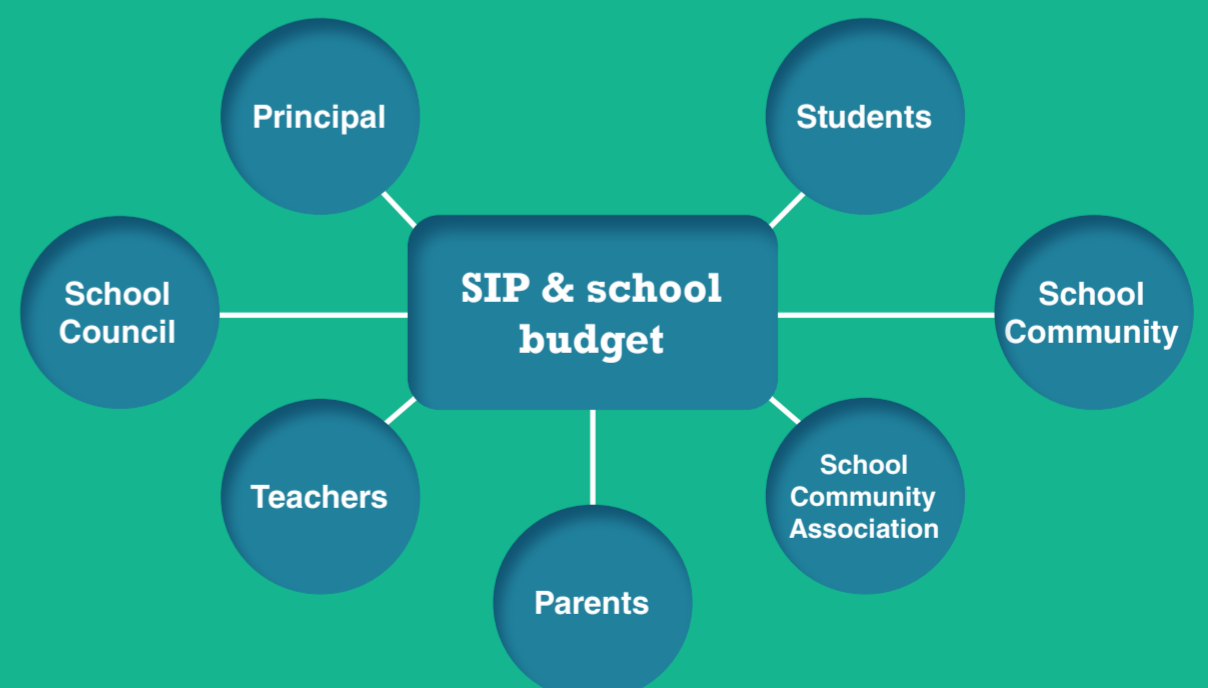 Principal
Students
SIP & school
budget
School
Council
School
Community
Teachers
School
Community
Association
Parents